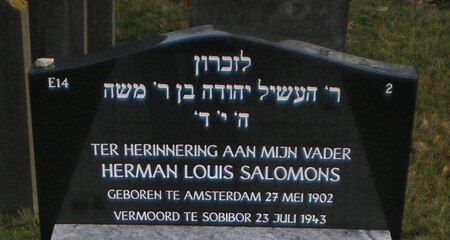 לזכרון
E14
ר' העשיל יהודה בן ר' משה
2
ה' י' ד'
TER HERINNERING AAN MIJN VADER
HERMAN LOUIS SALOMONS
GEBOREN TE AMSTERDAM 27 MEI 1902
VERMOORD TE SOBIBOR 23 JULI 1943